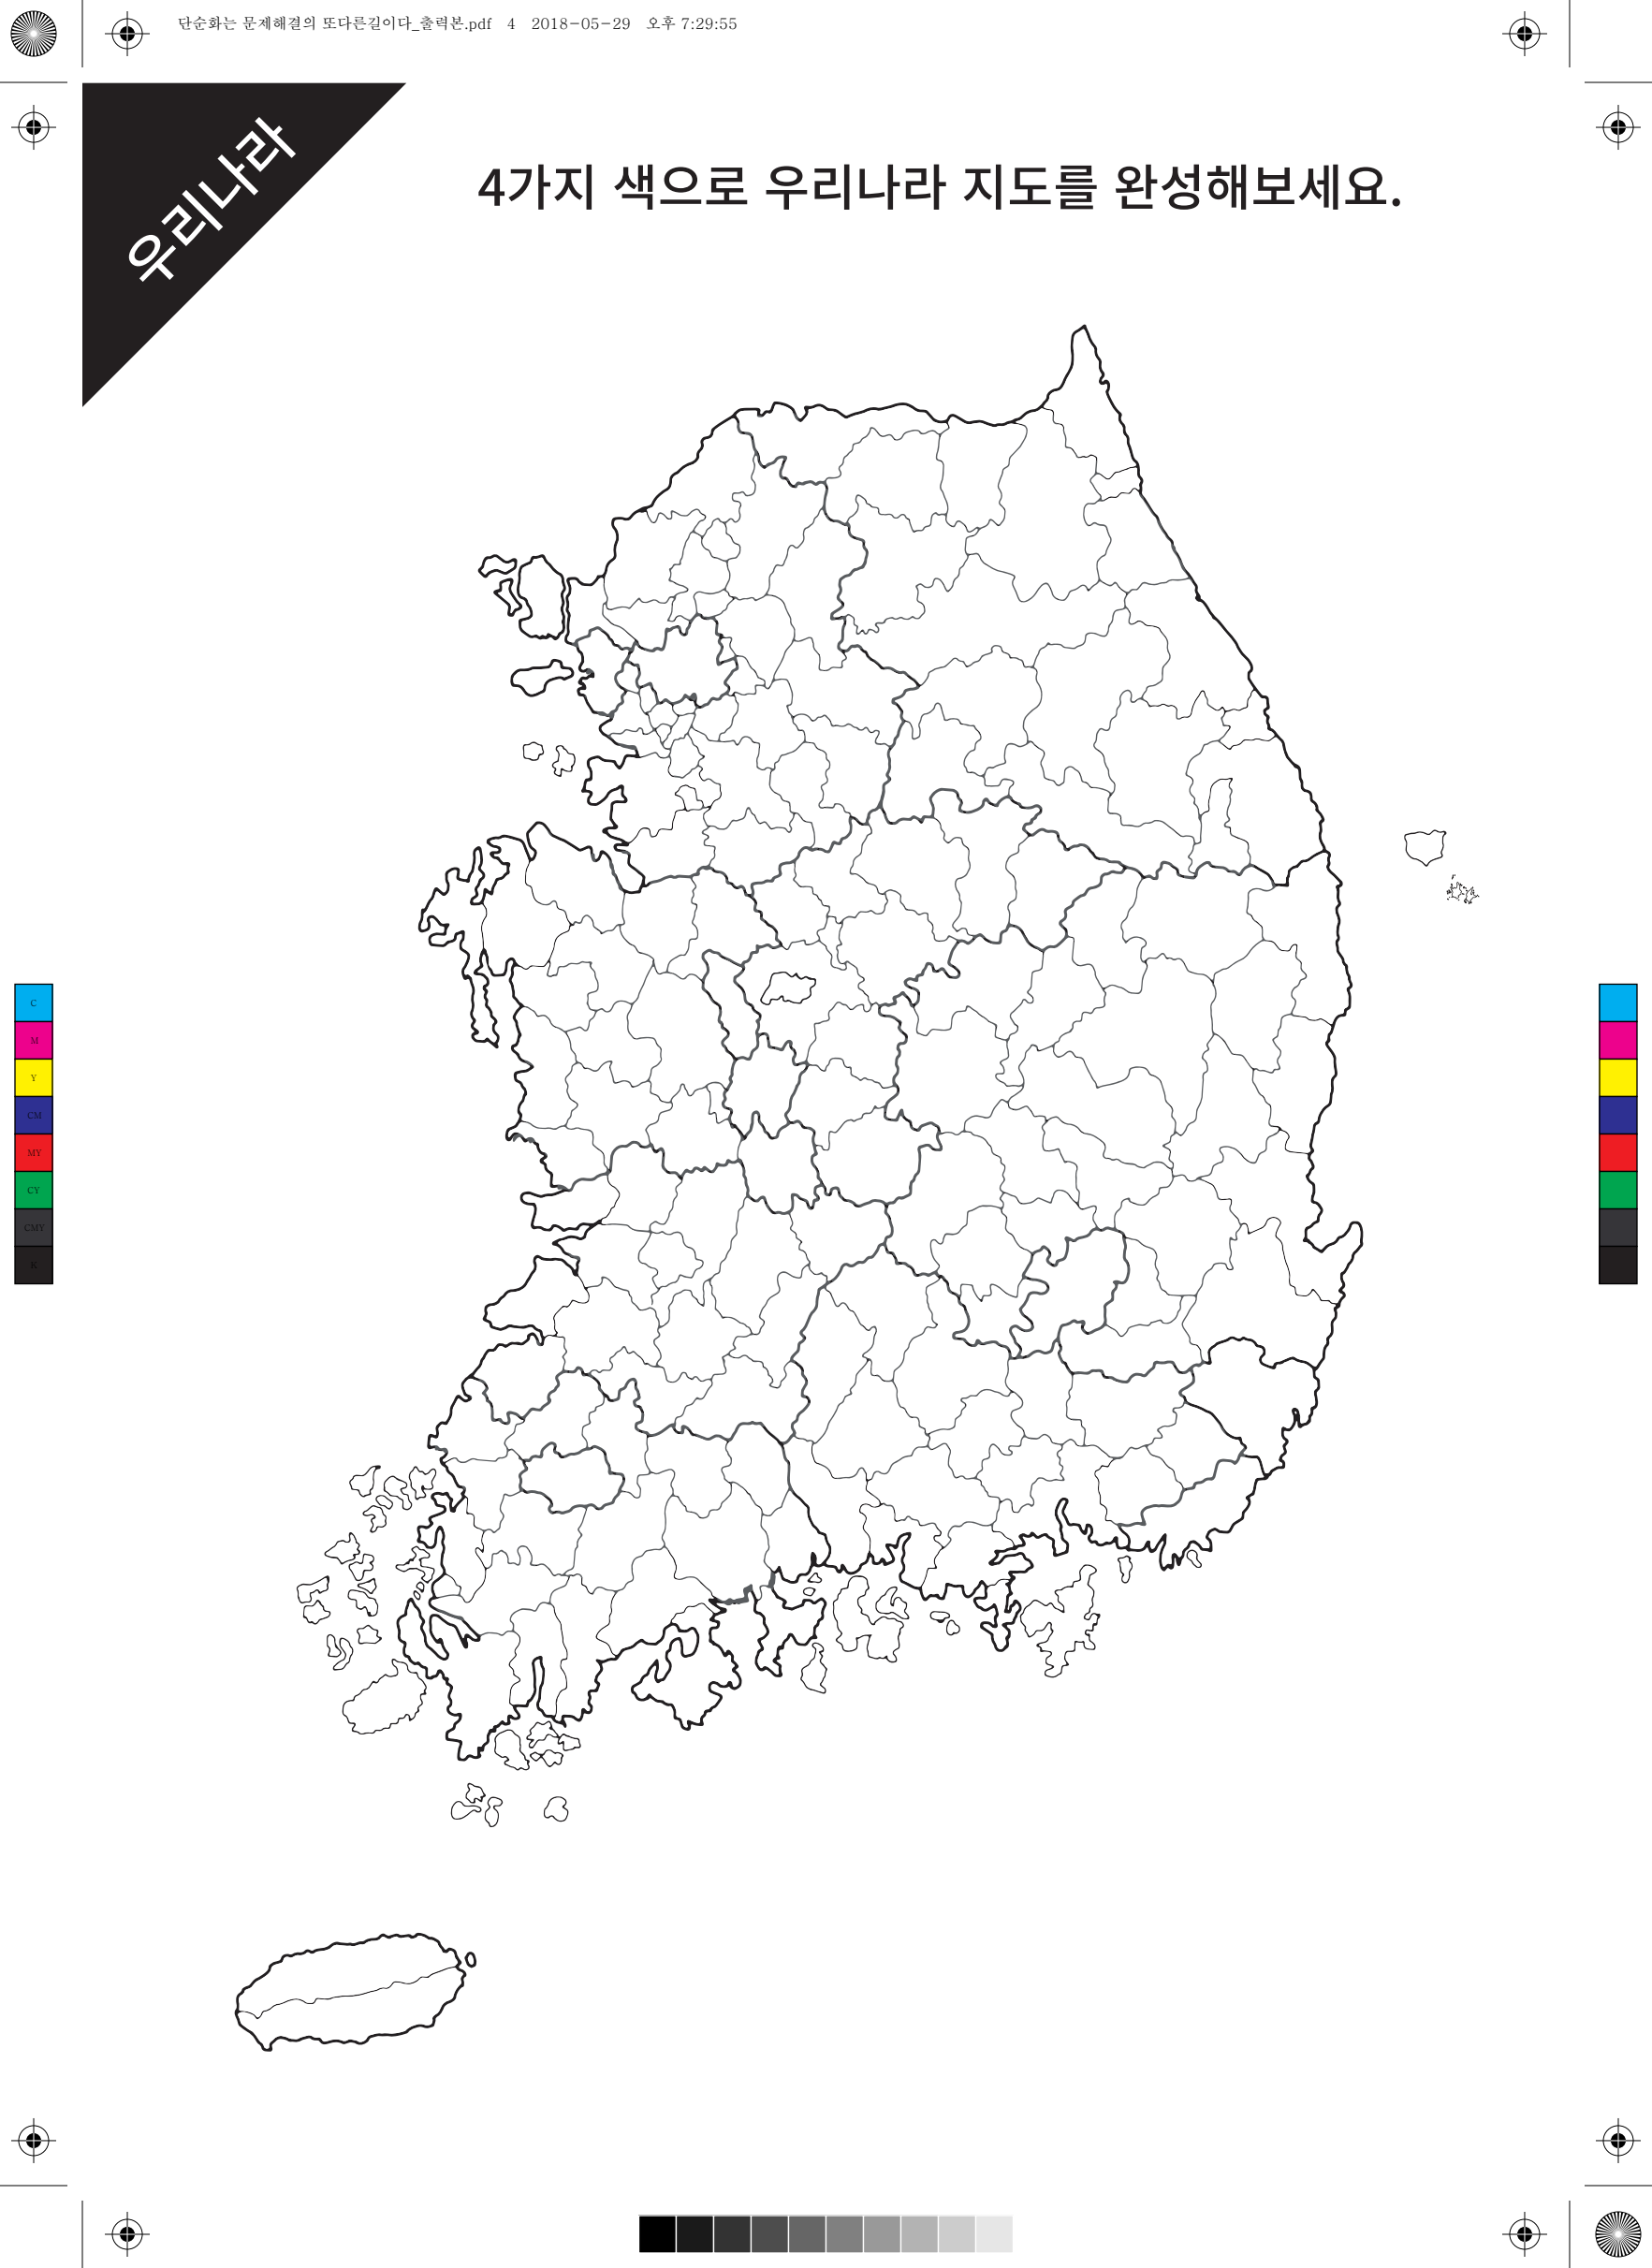 단순화는 문제해결의 또다른길이다_출력본.pdf 4 2018-05-29 오후 7:29:55
우리나라
4가지 색으로 우리나라 지도를 완성해보세요.
C
M
Y
CM
MY
CY
CMY
K